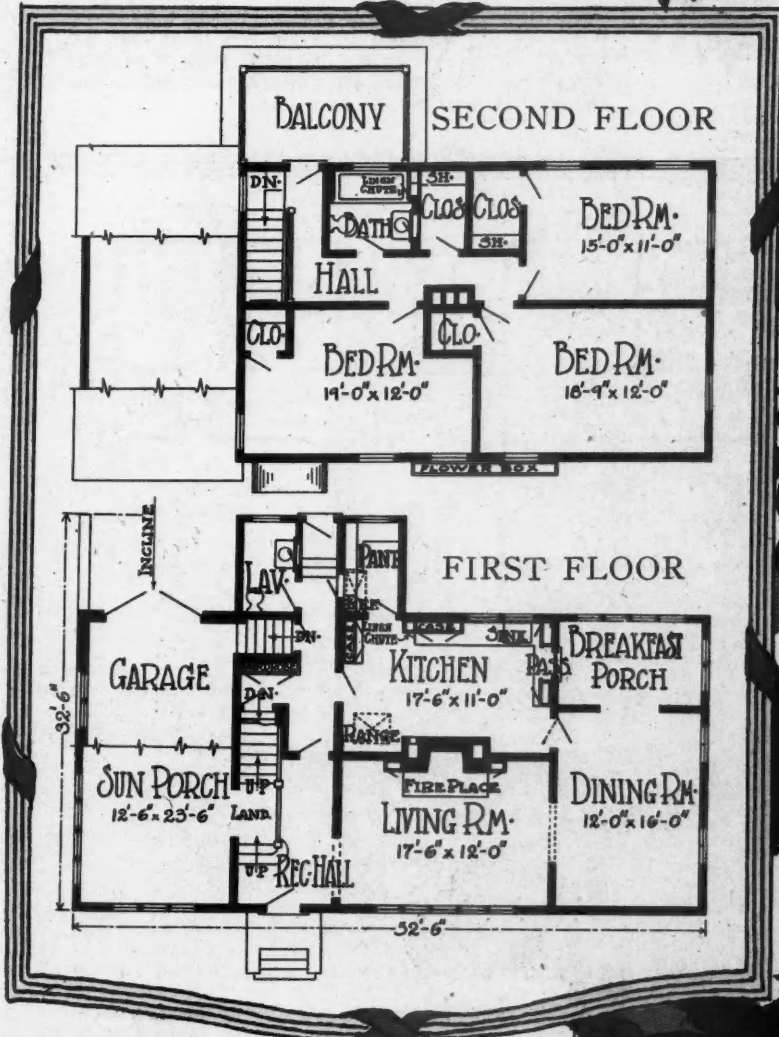 BALCONY
SECOND FLOOR
DN.
LINEN
CHUTE
SH.
BATH
CLOS.
CLOS.
SH.
BED RM.
15'-0" x 11'-0"
HALL
CLO.
BED RM.
19'-0" x 12'-0"
CLO.
BED RM.
18'-9" x 12'-0"
FLOWER BOX
FIRST FLOOR
INCLINE
LAV.
PANT.
DN.
LINEN
CHUTE
CASE
SINK
PASS.
BREAKFAST
PORCH
GARAGE
DN.
KITCHEN
17'-6" x 11'-0"
32'-6"
RANGE
SUN PORCH
12'-6" x 23'-6"
UP
LAND.
UP
FIRE PLACE
LIVING RM.
17'-6" x 12'-0"
DINING RM.
12'-0" x 16'-0"
REC. HALL
52'-6"